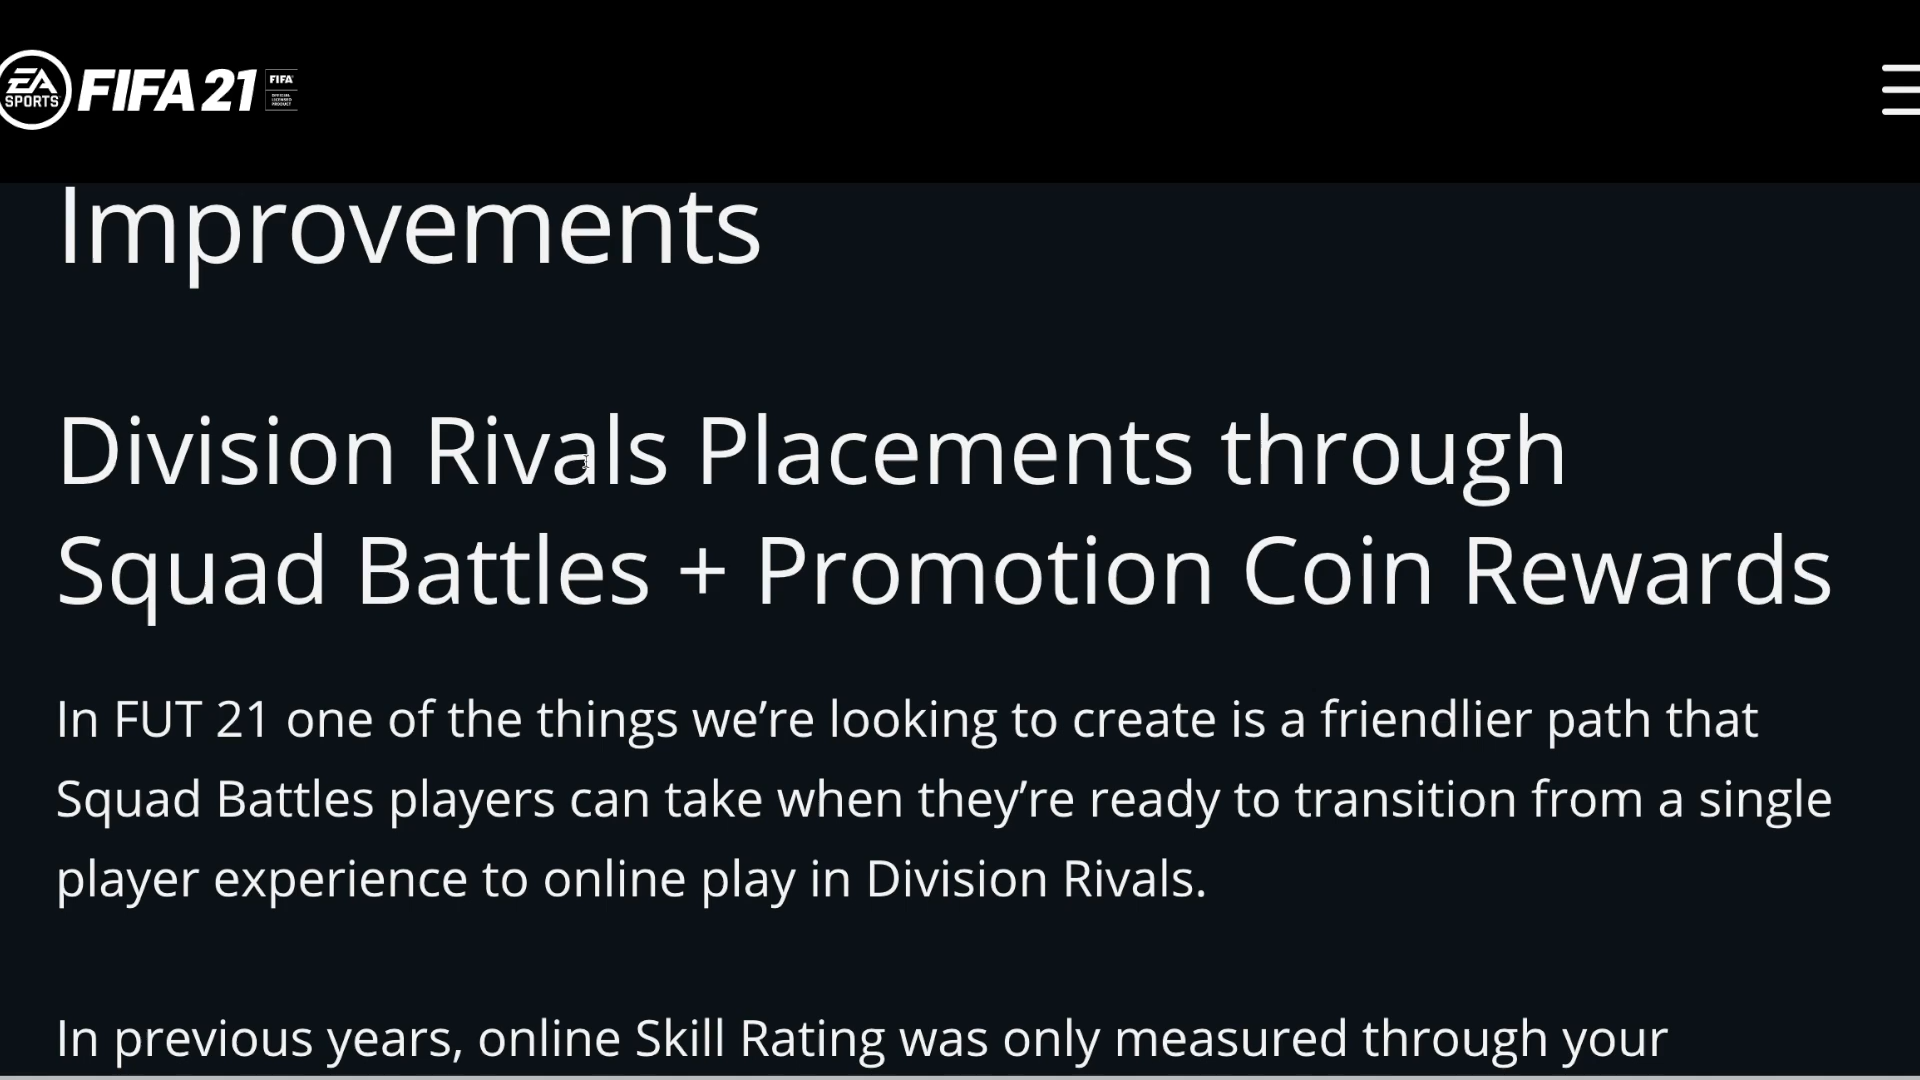 EA
SPORTS
FIFA 21
FIFA
Improvements
Division Rivals Placements through
Squad Battles + Promotion Coin Rewards
In FUT 21 one of the things we’re looking to create is a friendlier path that
Squad Battles players can take when they’re ready to transition from a single
player experience to online play in Division Rivals.
In previous years, online Skill Rating was only measured through your